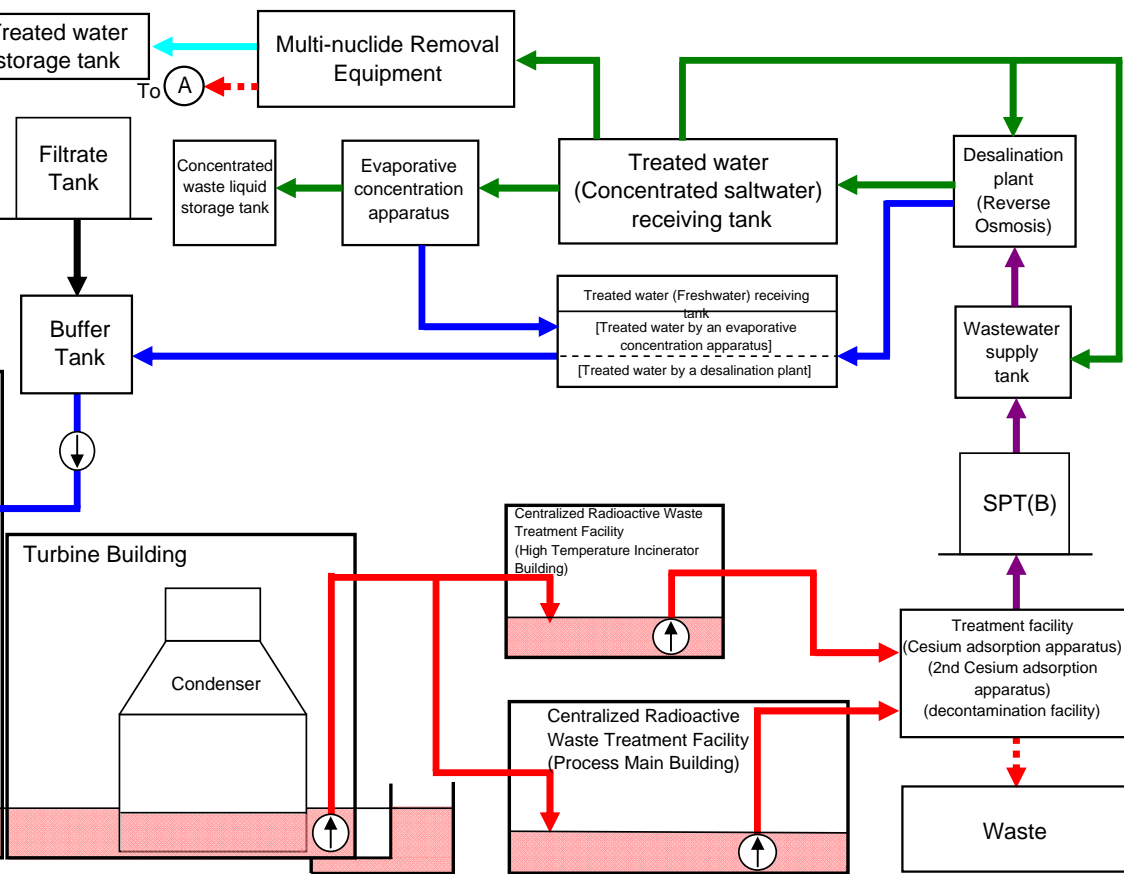 Treated water
storage tank
To
A
Multi-nuclide Removal
Equipment
Filtrate
Tank
Concentrated
waste liquid
storage tank
Evaporative
concentration
apparatus
Treated water
(Concentrated saltwater)
receiving tank
Desalination
plant
(Reverse
Osmosis)
Buffer
Tank
Treated water (Freshwater) receiving
tank
[Treated water by an evaporative
concentration apparatus]
[Treated water by a desalination plant]
Wastewater
supply
tank
SPT(B)
Turbine Building
Condenser
Centralized Radioactive Waste
Treatment Facility
(High Temperature Incinerator
Building)
Centralized Radioactive
Waste Treatment Facility
(Process Main Building)
Treatment facility
(Cesium adsorption apparatus)
(2nd Cesium adsorption
apparatus)
(decontamination facility)
Waste